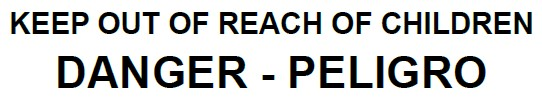 KEEP OUT OF REACH OF CHILDREN
DANGER - PELIGRO